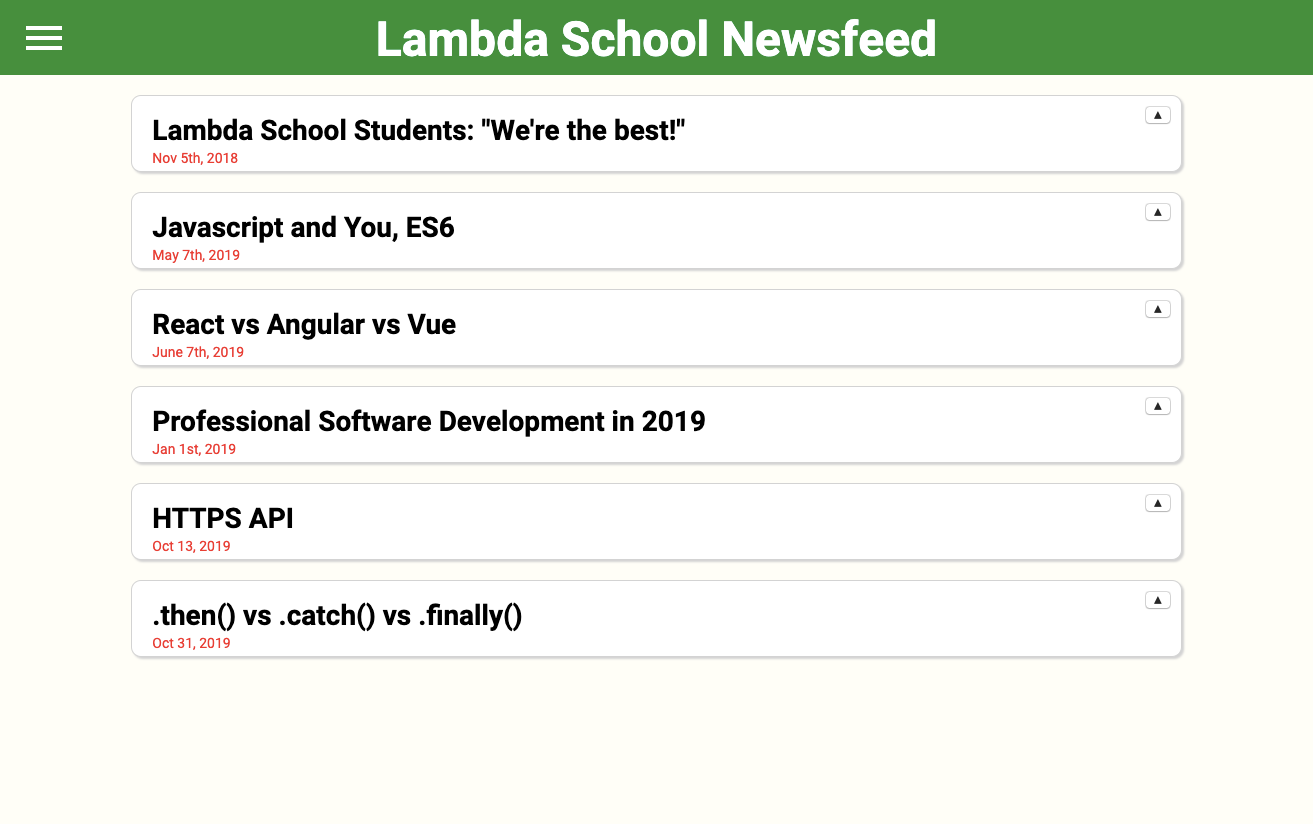 Lambda School Newsfeed
Lambda School Students: "We're the best!"
Nov 5th, 2018
Javascript and You, ES6
May 7th, 2019
React vs Angular vs Vue
June 7th, 2019
Professional Software Development in 2019
Jan 1st, 2019
HTTPS API
Oct 13, 2019
.then() vs .catch() vs .finally()
Oct 31, 2019